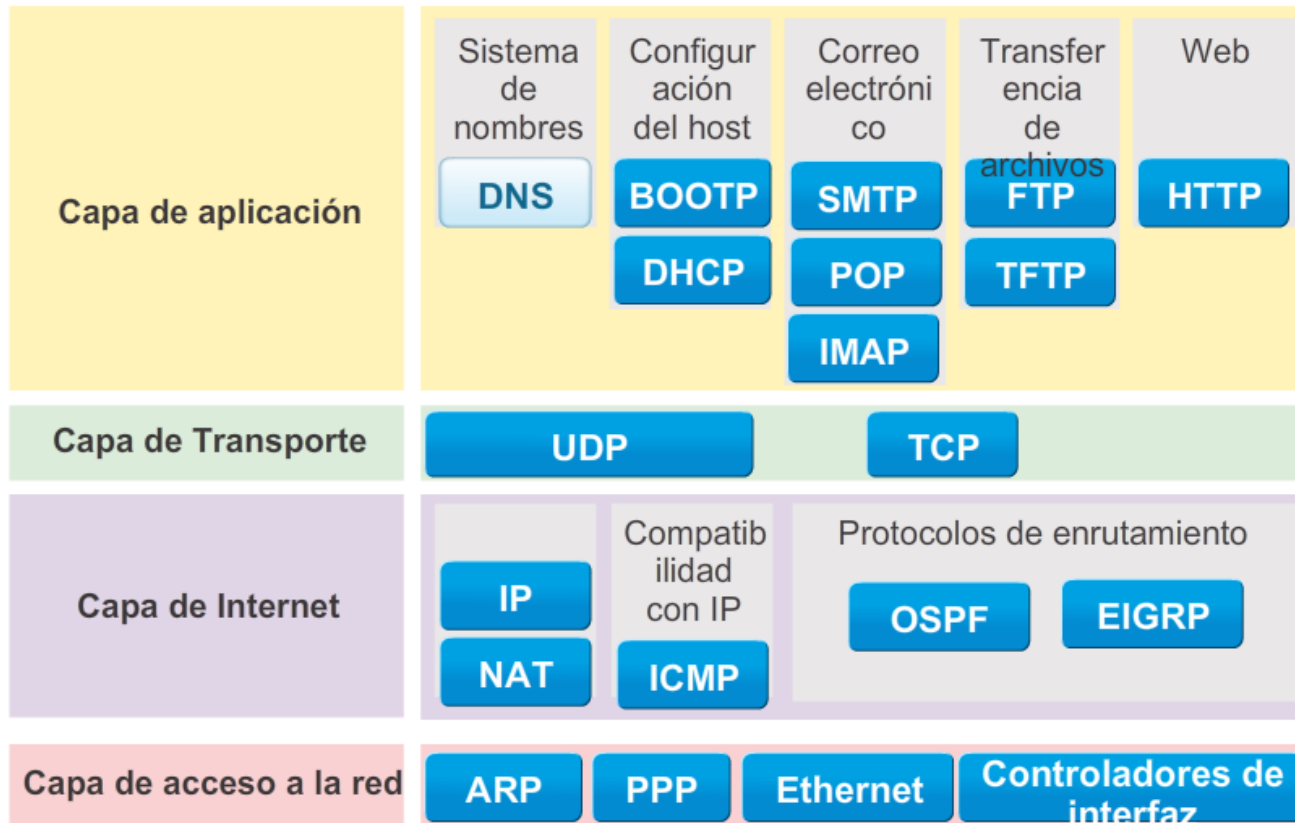 Capa de aplicación
Sistema
de
nombres
DNS
Configur
ación
del host
BOOTP
DHCP
Correo
electróni
co
SMTP
POP
IMAP
Transfer
encia
de
archivos
FTP
TFTP
Web
HTTP
Capa de Transporte
UDP
TCP
Capa de Internet
IP
NAT
Compatib
ilidad
con IP
ICMP
Protocolos de enrutamiento
OSPF
EIGRP
Capa de acceso a la red
ARP
PPP
Ethernet
Controladores de
interfaz